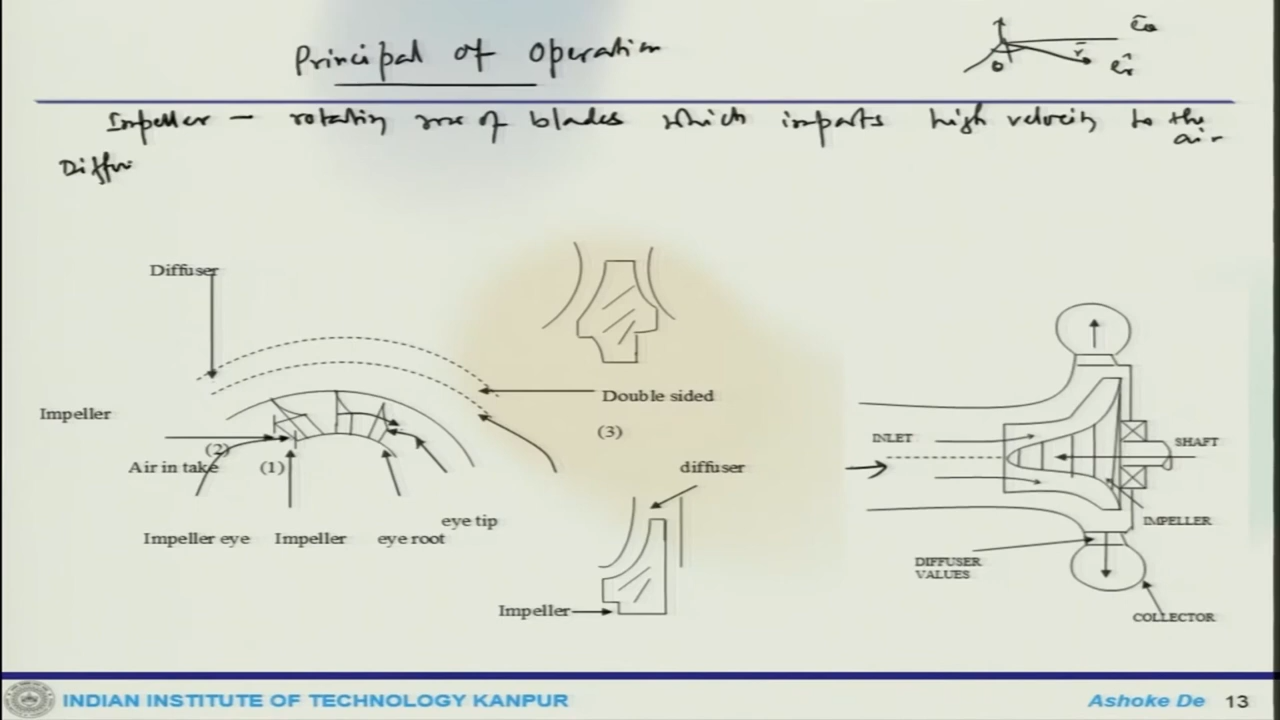 Principal of Operation
Impeller — rotating row of blades which imparts high velocity to the
air
Diffu
Diffuser
Impeller
(2)
Air in take
(1)
Impeller eye
Impeller
eye root
eye tip
Double sided
(3)
diffuser
Impeller
INLET
SHAFT
IMPELLER
DIFFUSER
VALUES
COLLECTOR
INDIAN INSTITUTE OF TECHNOLOGY KANPUR
Ashoke De 13